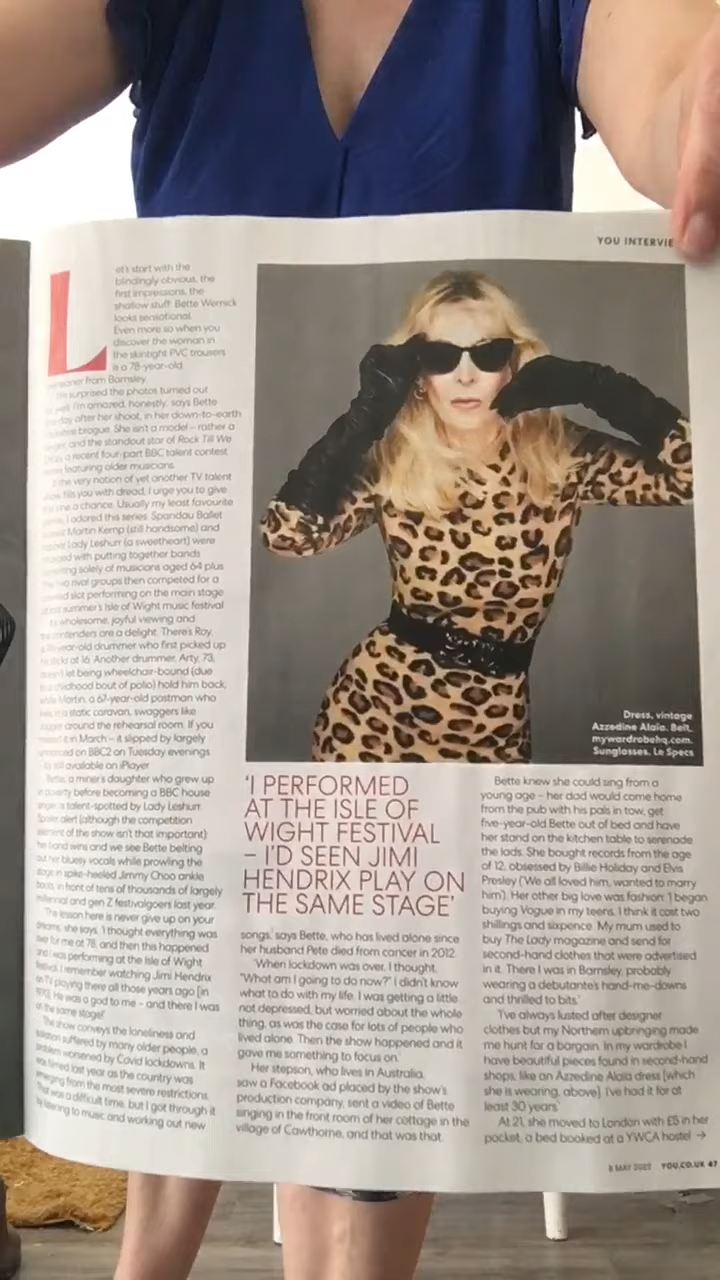 YOU INTERVIE
L
et's start with the
blindingly obvious, the
first impressions, the
shallow stuff: Bette Wernick
looks sensational.
Even more so when you
discover the woman in
the skintight PVC trousers
is a 78-year-old
from Barnsley.
surprised the photos turned out
I'm amazed, honestly, says Bette
after her shoot, in her down-to-earth
brogue. She isn't a model – rather a
and the standout star of Rock Till We
a recent four-part BBC talent contest
featuring older musicians.
the very notion of yet another TV talent
fills you with dread, I urge you to give
a chance. Usually my least favourite
I adored this series. Spandau Ballet
Martin Kemp (still handsome) and
Lady Leshurr (a sweetheart) were
with putting together bands
solely of musicians aged 64 plus
rival groups then competed for a
slot performing on the main stage
summer's Isle of Wight music festival
wholesome, joyful viewing and
contenders are a delight. There's Roy,
-year-old drummer who first picked up
at 16. Another drummer, Arty, 73,
let being wheelchair-bound (due
childhood bout of polio) hold him back,
while Martin, a 67-year-old postman who
in a static caravan, swaggers like
around the rehearsal room. If you
it in March – it slipped by largely
on BBC2 on Tuesday evenings
still available on iPlayer
Bette, a miner's daughter who grew up
in poverty before becoming a BBC house
singer, is talent-spotted by Lady Leshurr.
Spoiler alert (although the competition
element of the show isn't that important):
her band wins and we see Bette belting
out her bluesy vocals while prowling the
stage in spike-heeled Jimmy Choo ankle
boots, in front of tens of thousands of largely
millennial and gen Z festivalgoers last year.
The lesson here is never give up on your
dreams, she says. 'I thought everything was
over for me at 78, and then this happened
and I was performing at the Isle of Wight
Festival. I remember watching Jimi Hendrix
on TV playing there all those years ago [in
1970]. He was a god to me – and there I was
on the same stage!'
The show conveys the loneliness and
isolation suffered by many older people, a
problem worsened by Covid lockdowns. It
was filmed last year as the country was
emerging from the most severe restrictions.
'That was a difficult time, but I got through it
by listening to music and working out new
Dress, vintage
Azzedine Alaïa. Belt,
mywardrobehq.com.
Sunglasses, Le Specs
'I PERFORMED
AT THE ISLE OF
WIGHT FESTIVAL
– I'D SEEN JIMI
HENDRIX PLAY ON
THE SAME STAGE'
songs,' says Bette, who has lived alone since
her husband Pete died from cancer in 2012.
'When lockdown was over, I thought,
"What am I going to do now?" I didn't know
what to do with my life. I was getting a little
not depressed, but worried about the whole
thing, as was the case for lots of people who
lived alone. Then the show happened and it
gave me something to focus on.'
Her stepson, who lives in Australia,
saw a Facebook ad placed by the show's
production company, sent a video of Bette
singing in the front room of her cottage in the
village of Cawthorne, and that was that.
Bette knew she could sing from a
young age – her dad would come home
from the pub with his pals in tow, get
five-year-old Bette out of bed and have
her stand on the kitchen table to serenade
the lads. She bought records from the age
of 12, obsessed by Billie Holiday and Elvis
Presley ('We all loved him, wanted to marry
him'). Her other big love was fashion: 'I began
buying Vogue in my teens, I think it cost two
shillings and sixpence. My mum used to
buy The Lady magazine and send for
second-hand clothes that were advertised
in it. There I was in Barnsley, probably
wearing a debutante's hand-me-downs
and thrilled to bits.'
'I've always lusted after designer
clothes but my Northern upbringing made
me hunt for a bargain. In my wardrobe I
have beautiful pieces found in second-hand
shops, like an Azzedine Alaïa dress [which
she is wearing, above]. I've had it for at
least 30 years.'
At 21, she moved to London with £5 in her
pocket, a bed booked at a YWCA hostel →
8 MAY 2022 YOU.CO.UK 47